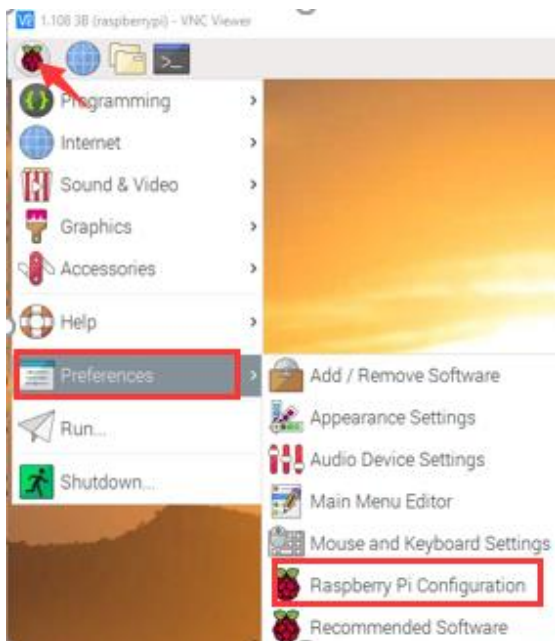 1.108 3B (raspberrypi) - VNC Viewer
Programming
Internet
Sound & Video
Graphics
Accessories
Help
Preferences
Add / Remove Software
Appearance Settings
Run...
Audio Device Settings
Shutdown...
Main Menu Editor
Mouse and Keyboard Settings
Raspberry Pi Configuration
Recommended Software